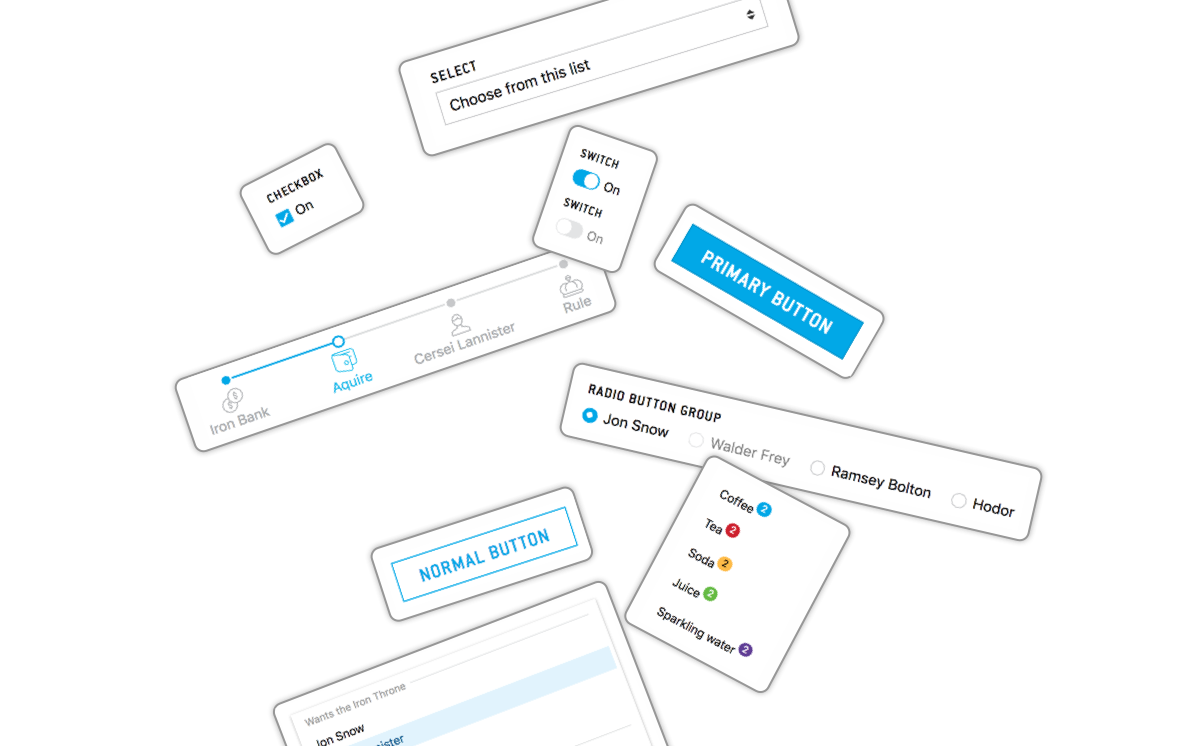 SELECT
Choose from this list
CHECKBOX
On
SWITCH
On
SWITCH
On
PRIMARY BUTTON
Iron Bank
Aquire
Cersei Lannister
Rule
RADIO BUTTON GROUP
Jon Snow Walder Frey Ramsey Bolton Hodor
Coffee 2
Tea 2
Soda 2
Juice 2
Sparkling water 2
NORMAL BUTTON
Wants the Iron Throne
Jon Snow